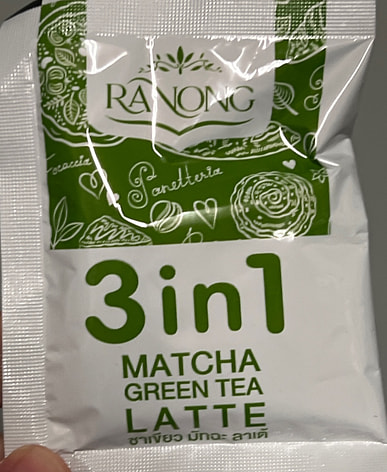 RANONG
Focaccia
Panetteria
3in1
MATCHA
GREEN TEA
LATTE
ชาเขียว มัทฉะ ลาเต้